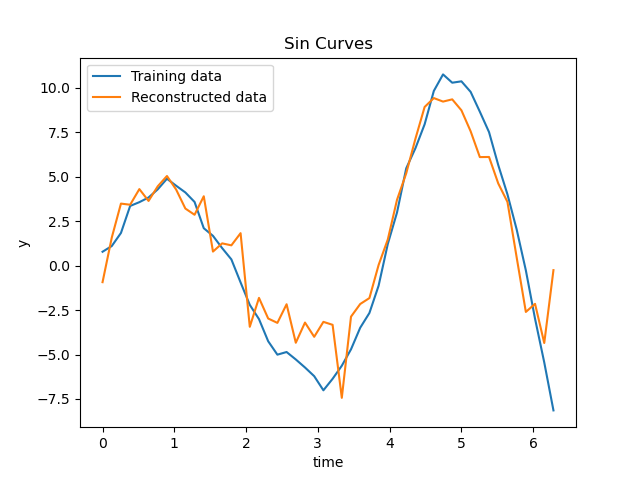 Sin Curves
Training data
Reconstructed data
10.0
7.5
5.0
2.5
0.0
−2.5
−5.0
−7.5
y
0 1 2 3 4 5 6
time